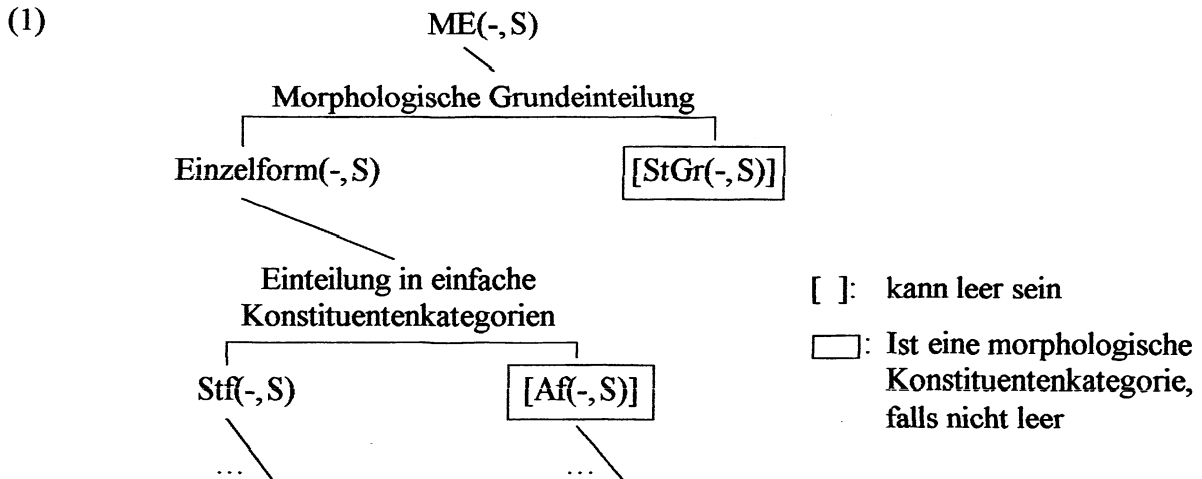 (1)
ME(-, S)
Morphologische Grundeinteilung
Einzelform(-, S)
[StGr(-, S)]
Einteilung in einfache
Konstituentenkategorien
[ ]: kann leer sein
Stf(-, S)
[Af(-, S)]
: Ist eine morphologische
Konstituentenkategorie,
falls nicht leer
...
...